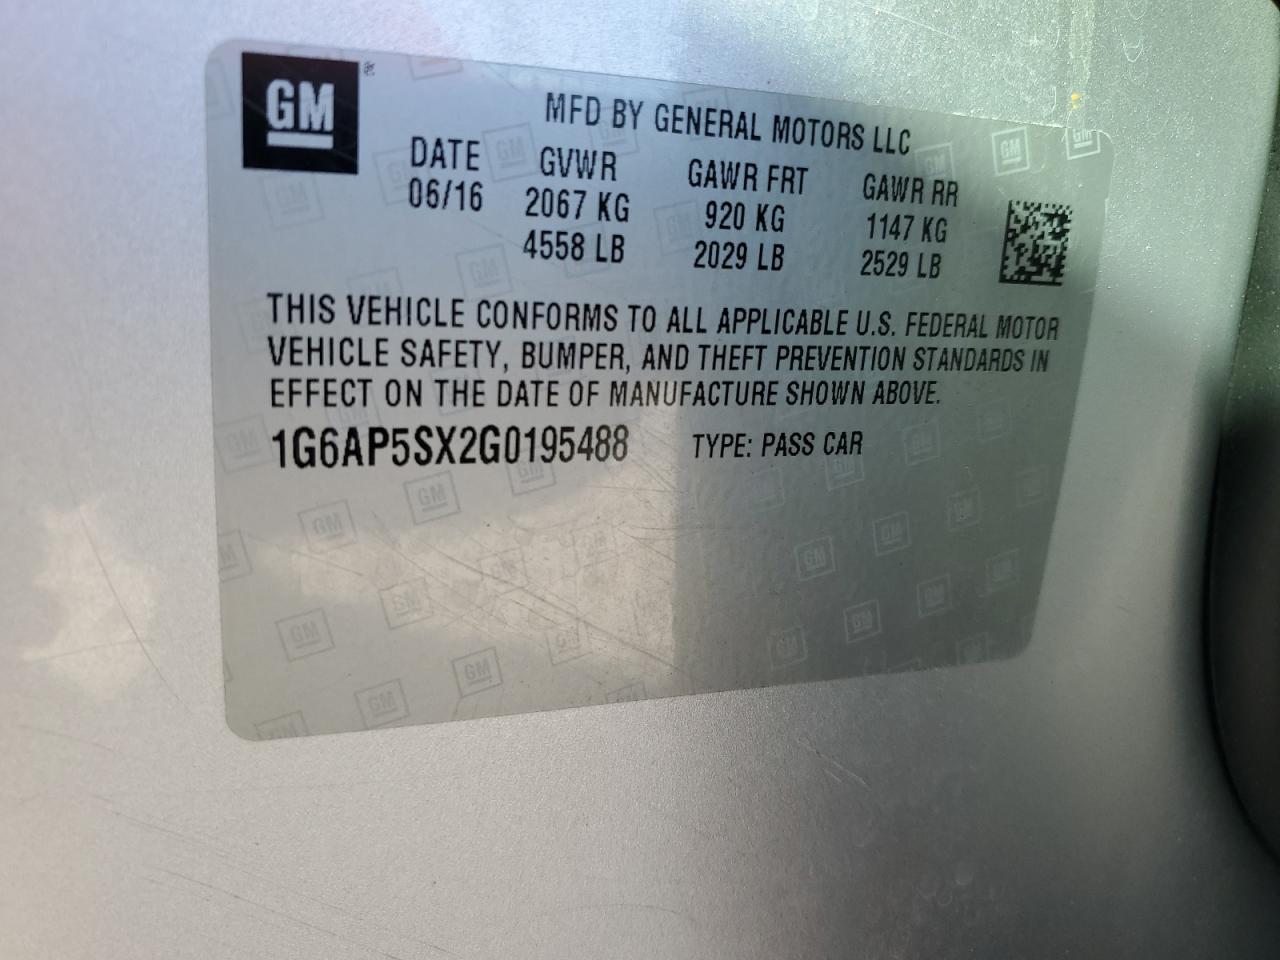 GM
MFD BY GENERAL MOTORS LLC
DATE GVWR GAWR FRT GAWR RR
06/16 2067 KG 920 KG 1147 KG
4558 LB 2029 LB 2529 LB
THIS VEHICLE CONFORMS TO ALL APPLICABLE U.S. FEDERAL MOTOR
VEHICLE SAFETY, BUMPER, AND THEFT PREVENTION STANDARDS IN
EFFECT ON THE DATE OF MANUFACTURE SHOWN ABOVE.
1G6AP5SX2G0195488 TYPE: PASS CAR